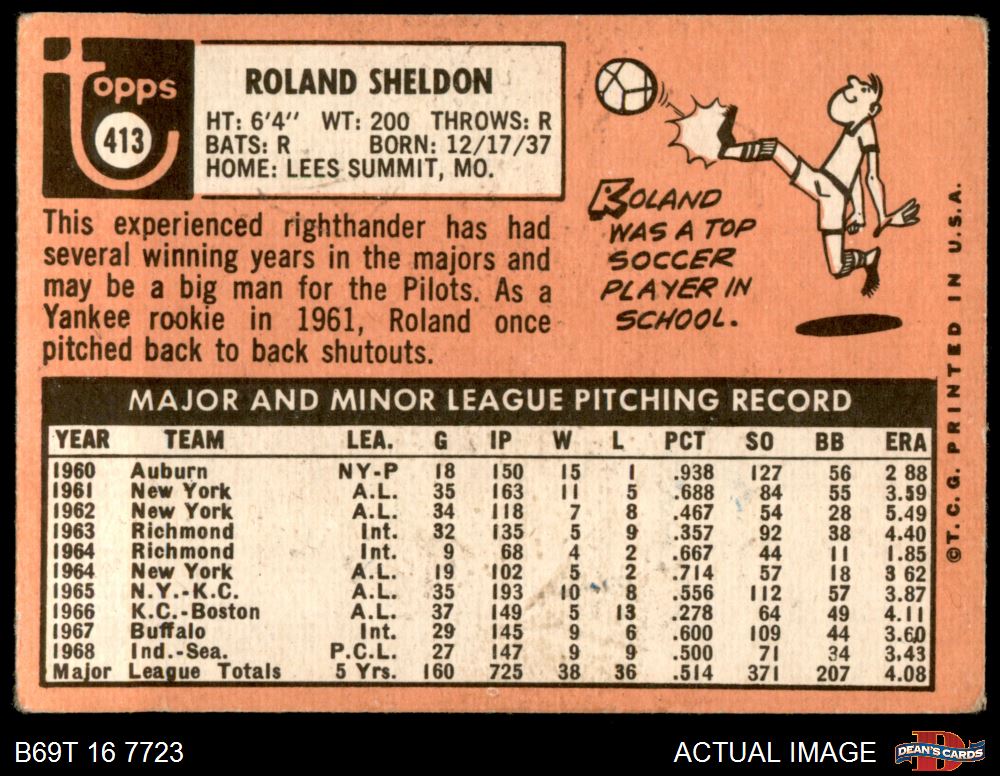 Topps
413
ROLAND SHELDON
HT: 6'4" WT: 200 THROWS: R
BATS: R BORN: 12/17/37
HOME: LEES SUMMIT, MO.
This experienced righthander has had
several winning years in the majors and
may be a big man for the Pilots. As a
Yankee rookie in 1961, Roland once
pitched back to back shutouts.
ROLAND
WAS A TOP
SOCCER
PLAYER IN
SCHOOL.
MAJOR AND MINOR LEAGUE PITCHING RECORD
YEAR TEAM LEA. G IP W L PCT SO BB ERA
1960 Auburn NY-P 18 150 15 1 .938 127 56 2 88
1961 New York A.L. 35 163 11 5 .688 84 55 3.59
1962 New York A.L. 34 118 7 8 .467 54 28 5.49
1963 Richmond Int. 32 135 5 9 .357 92 38 4.40
1964 Richmond Int. 9 68 4 2 .667 44 11 1.85
1964 New York A.L. 19 102 5 2 .714 57 18 3 62
1965 N.Y.-K.C. A.L. 35 193 10 8 .556 112 57 3.87
1966 K.C.-Boston A.L. 37 149 5 13 .278 64 49 4.11
1967 Buffalo Int. 29 145 9 6 .600 109 44 3.60
1968 Ind.-Sea. P.C.L. 27 147 9 9 .500 71 34 3.43
Major League Totals 5 Yrs. 160 725 38 36 .514 371 207 4.08
©T.C.G. PRINTED IN U.S.A.
B69T 16 7723
ACTUAL IMAGE
DEAN'S CARDS